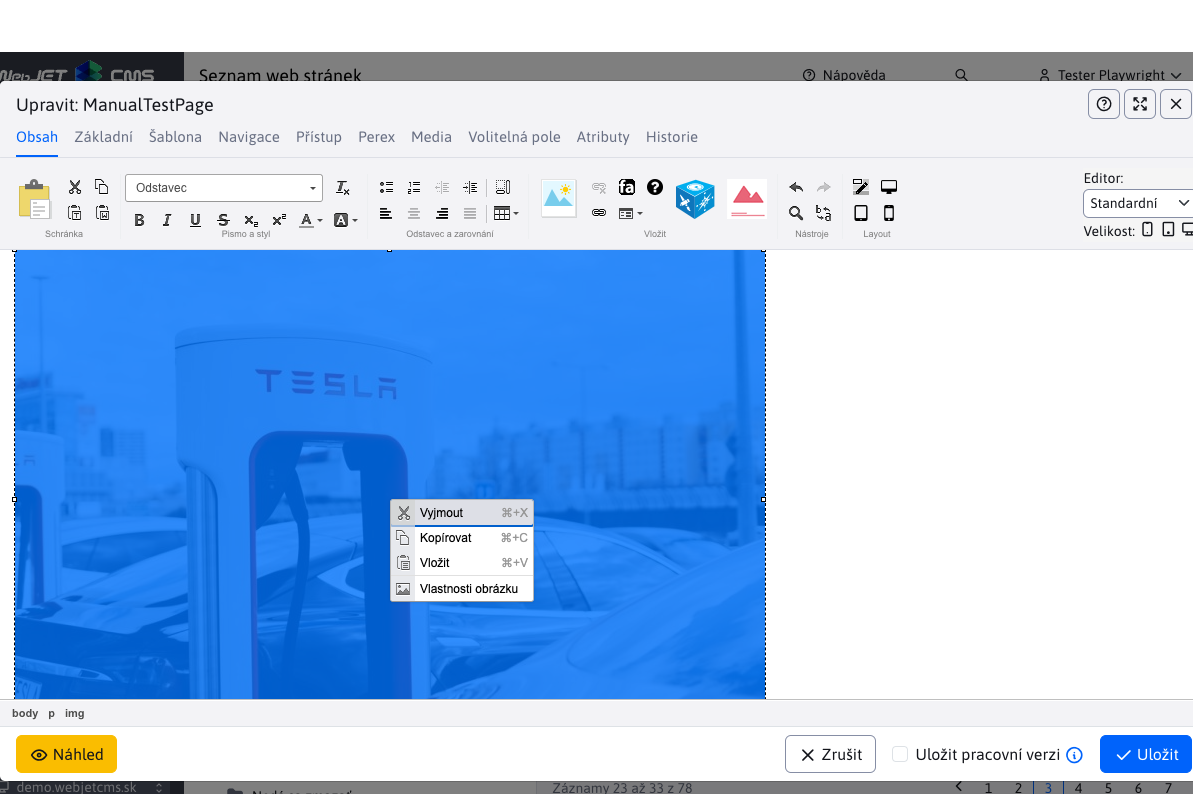 WebJET CMS
Seznam web stránek
Nápověda
Tester Playwright
Upravit: ManualTestPage
Obsah Základní Šablona Navigace Přístup Perex Media Volitelná pole Atributy Historie
Odstavec
B I U S x₂ x² A A
Schránka
Písmo a styl
Odstavec a zarovnání
Vložit
Nástroje
Layout
Editor:
Standardní
Velikost:
TESLA
Vyjmout ⌘+X
Kopírovat ⌘+C
Vložit ⌘+V
Vlastnosti obrázku
body p img
Náhled
Zrušit
Uložit pracovní verzi
Uložit
demo.webjetcms.sk
Záznamy 23 až 33 z 78
1 2 3 4 5 6 7